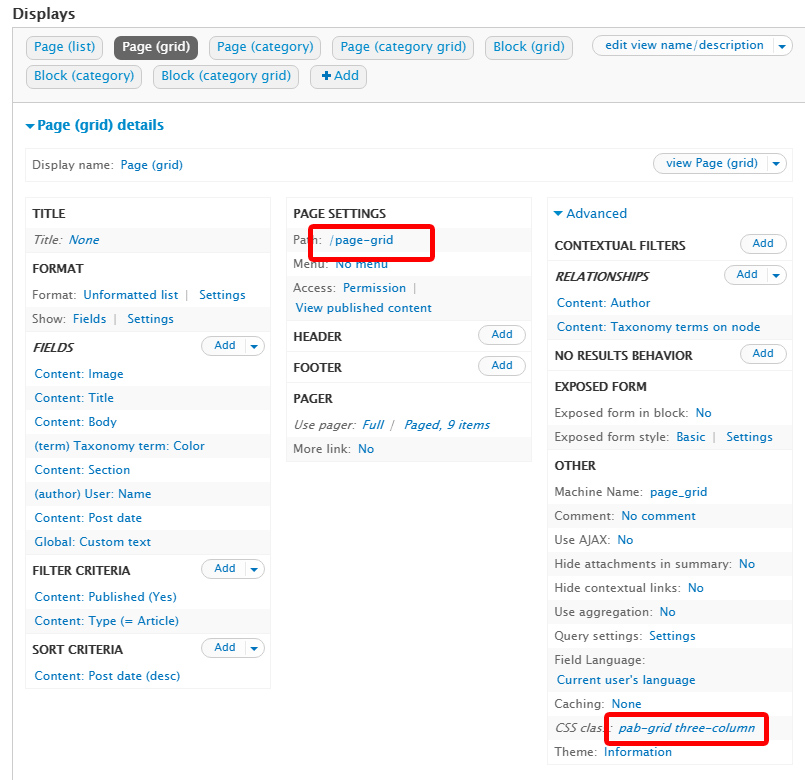 Displays
Page (list)
Page (grid)
Page (category)
Page (category grid)
Block (grid)
edit view name/description
Block (category)
Block (category grid)
Add
Page (grid) details
Display name: Page (grid)
view Page (grid)
TITLE
Title: None
FORMAT
Format: Unformatted list | Settings
Show: Fields | Settings
FIELDS
Add
Content: Image
Content: Title
Content: Body
(term) Taxonomy term: Color
Content: Section
(author) User: Name
Content: Post date
Global: Custom text
FILTER CRITERIA
Add
Content: Published (Yes)
Content: Type (= Article)
SORT CRITERIA
Add
Content: Post date (desc)
PAGE SETTINGS
Path: /page-grid
Menu: No menu
Access: Permission |
View published content
HEADER
Add
FOOTER
Add
PAGER
Use pager: Full | Paged, 9 items
More link: No
Advanced
CONTEXTUAL FILTERS
Add
RELATIONSHIPS
Add
Content: Author
Content: Taxonomy terms on node
NO RESULTS BEHAVIOR
Add
EXPOSED FORM
Exposed form in block: No
Exposed form style: Basic | Settings
OTHER
Machine Name: page_grid
Comment: No comment
Use AJAX: No
Hide attachments in summary: No
Hide contextual links: No
Use aggregation: No
Query settings: Settings
Field Language:
Current user's language
Caching: None
CSS class: pab-grid three-column
Theme: Information